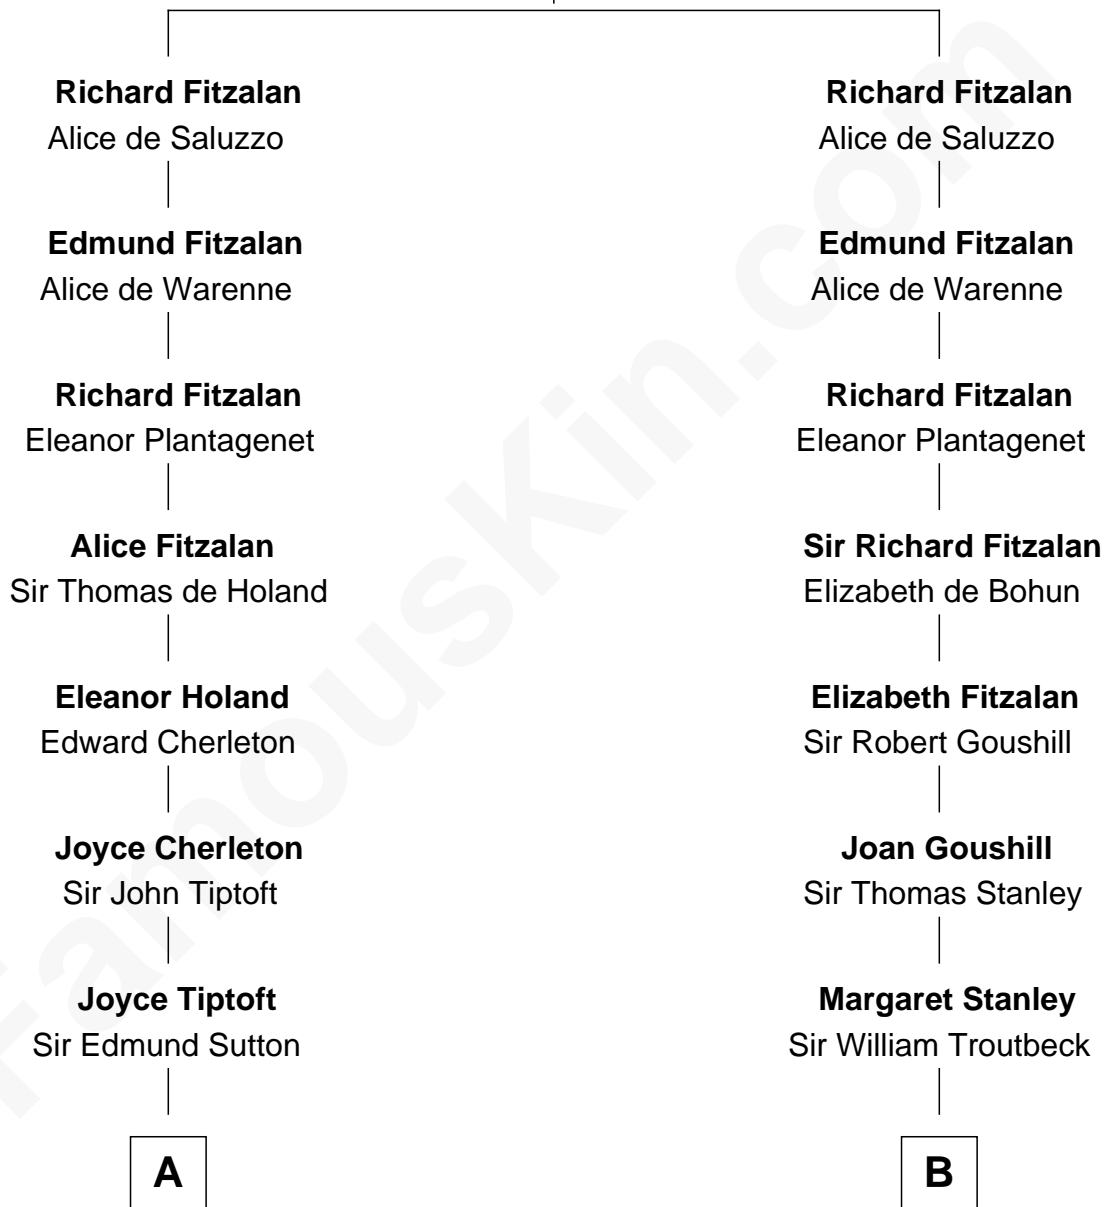 Richard Fitzalan
Alice de Saluzzo
Edmund Fitzalan
Alice de Warenne
Richard Fitzalan
Eleanor Plantagenet
Alice Fitzalan
Sir Thomas de Holand
Eleanor Holand
Edward Cherleton
Joyce Cherleton
Sir John Tiptoft
Joyce Tiptoft
Sir Edmund Sutton
A
Richard Fitzalan
Alice de Saluzzo
Edmund Fitzalan
Alice de Warenne
Richard Fitzalan
Eleanor Plantagenet
Sir Richard Fitzalan
Elizabeth de Bohun
Elizabeth Fitzalan
Sir Robert Goushill
Joan Goushill
Sir Thomas Stanley
Margaret Stanley
Sir William Troutbeck
B
FamousKin.com